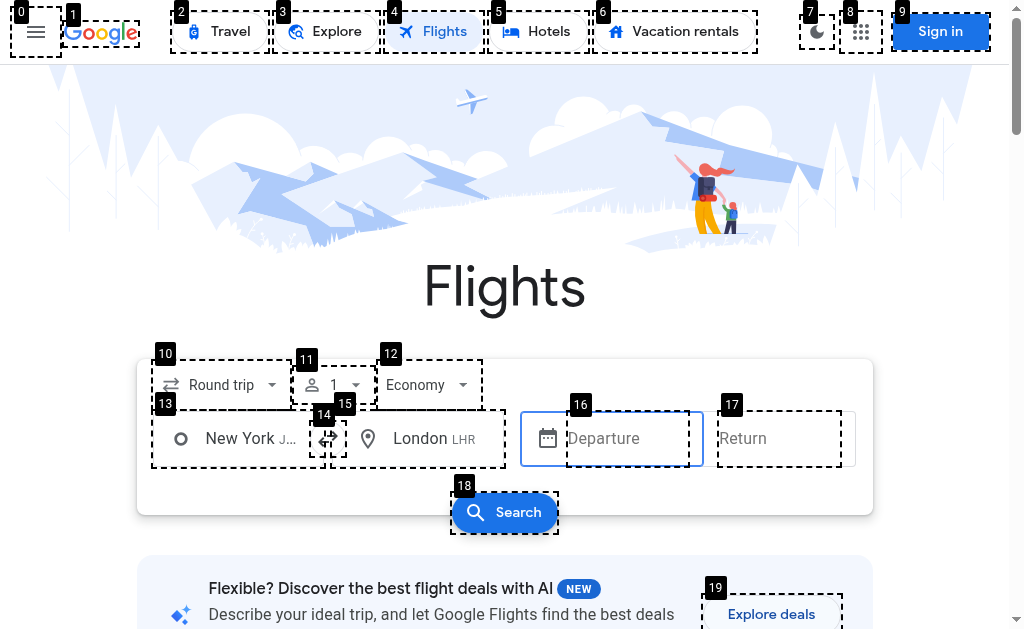 0 1 2 3 4 5 6 7 8 9
Google Travel Explore Flights Hotels Vacation rentals Sign in
Flights
10 11 12
Round trip 1 Economy
13 14 15 16 17
New York J... London LHR Departure Return
18
Search
Flexible? Discover the best flight deals with AI NEW
19
Describe your ideal trip, and let Google Flights find the best deals Explore deals